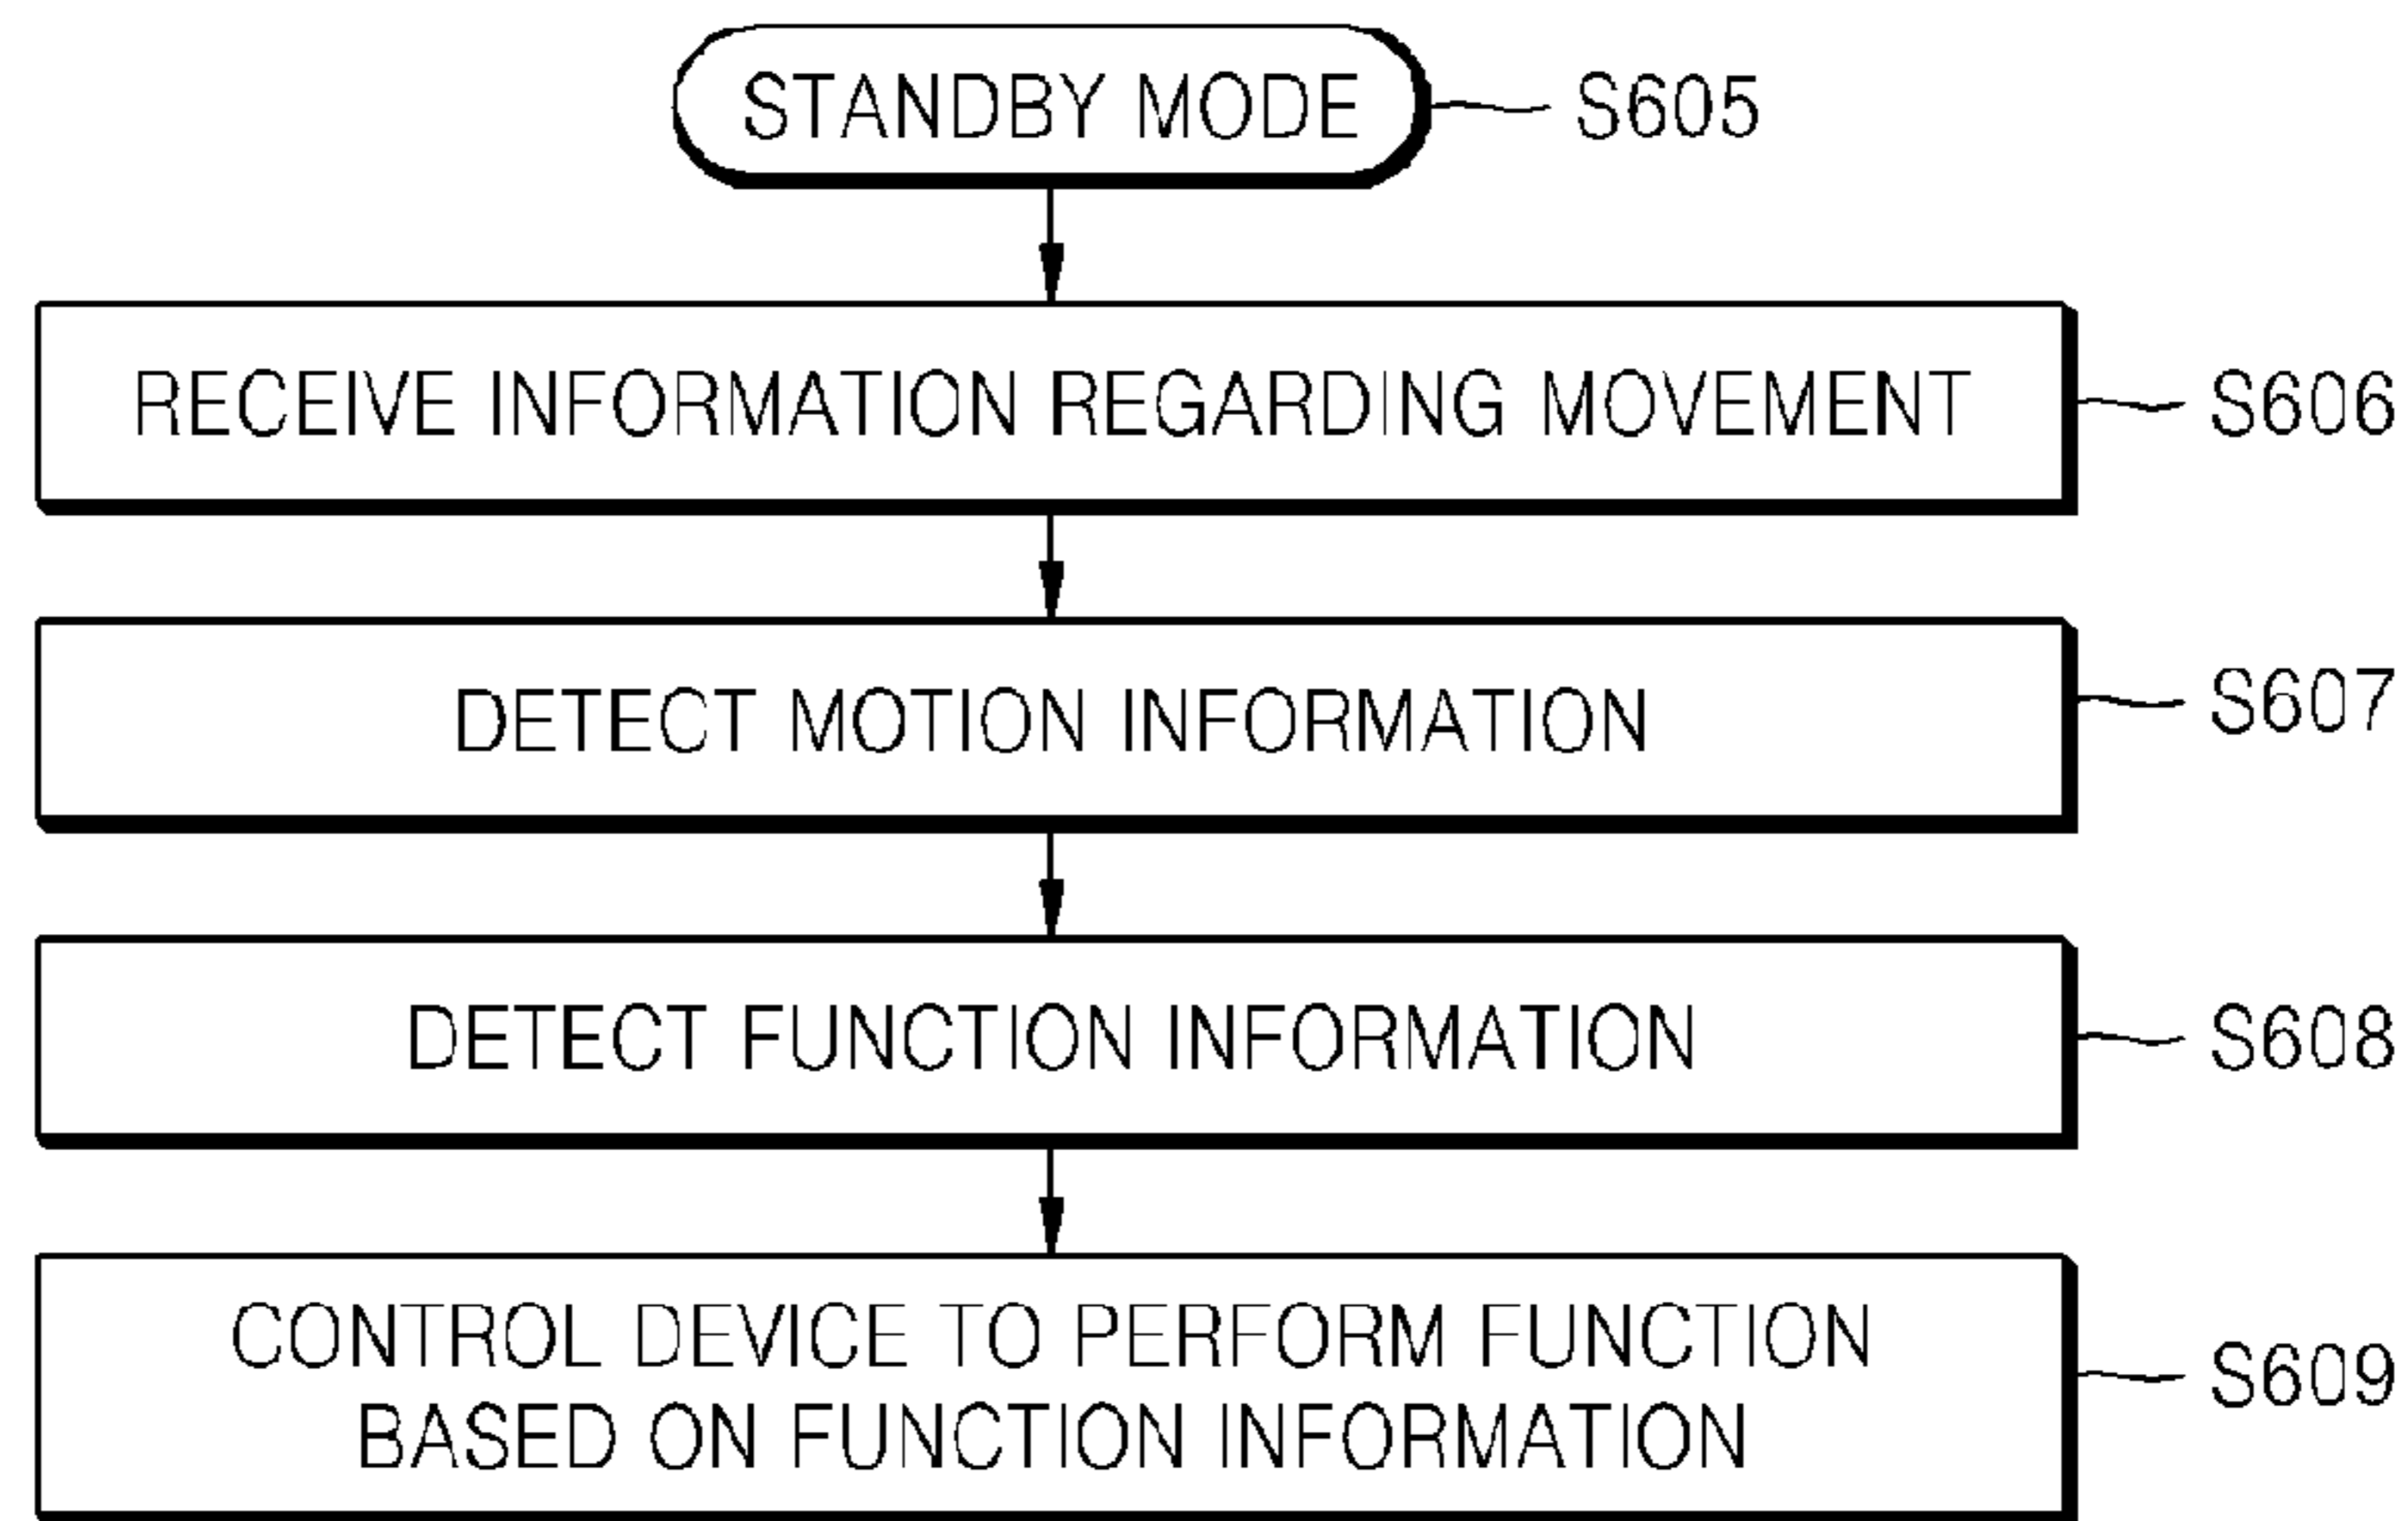 STANDBY MODE S605
RECEIVE INFORMATION REGARDING MOVEMENT S606
DETECT MOTION INFORMATION S607
DETECT FUNCTION INFORMATION S608
CONTROL DEVICE TO PERFORM FUNCTION
BASED ON FUNCTION INFORMATION
S609